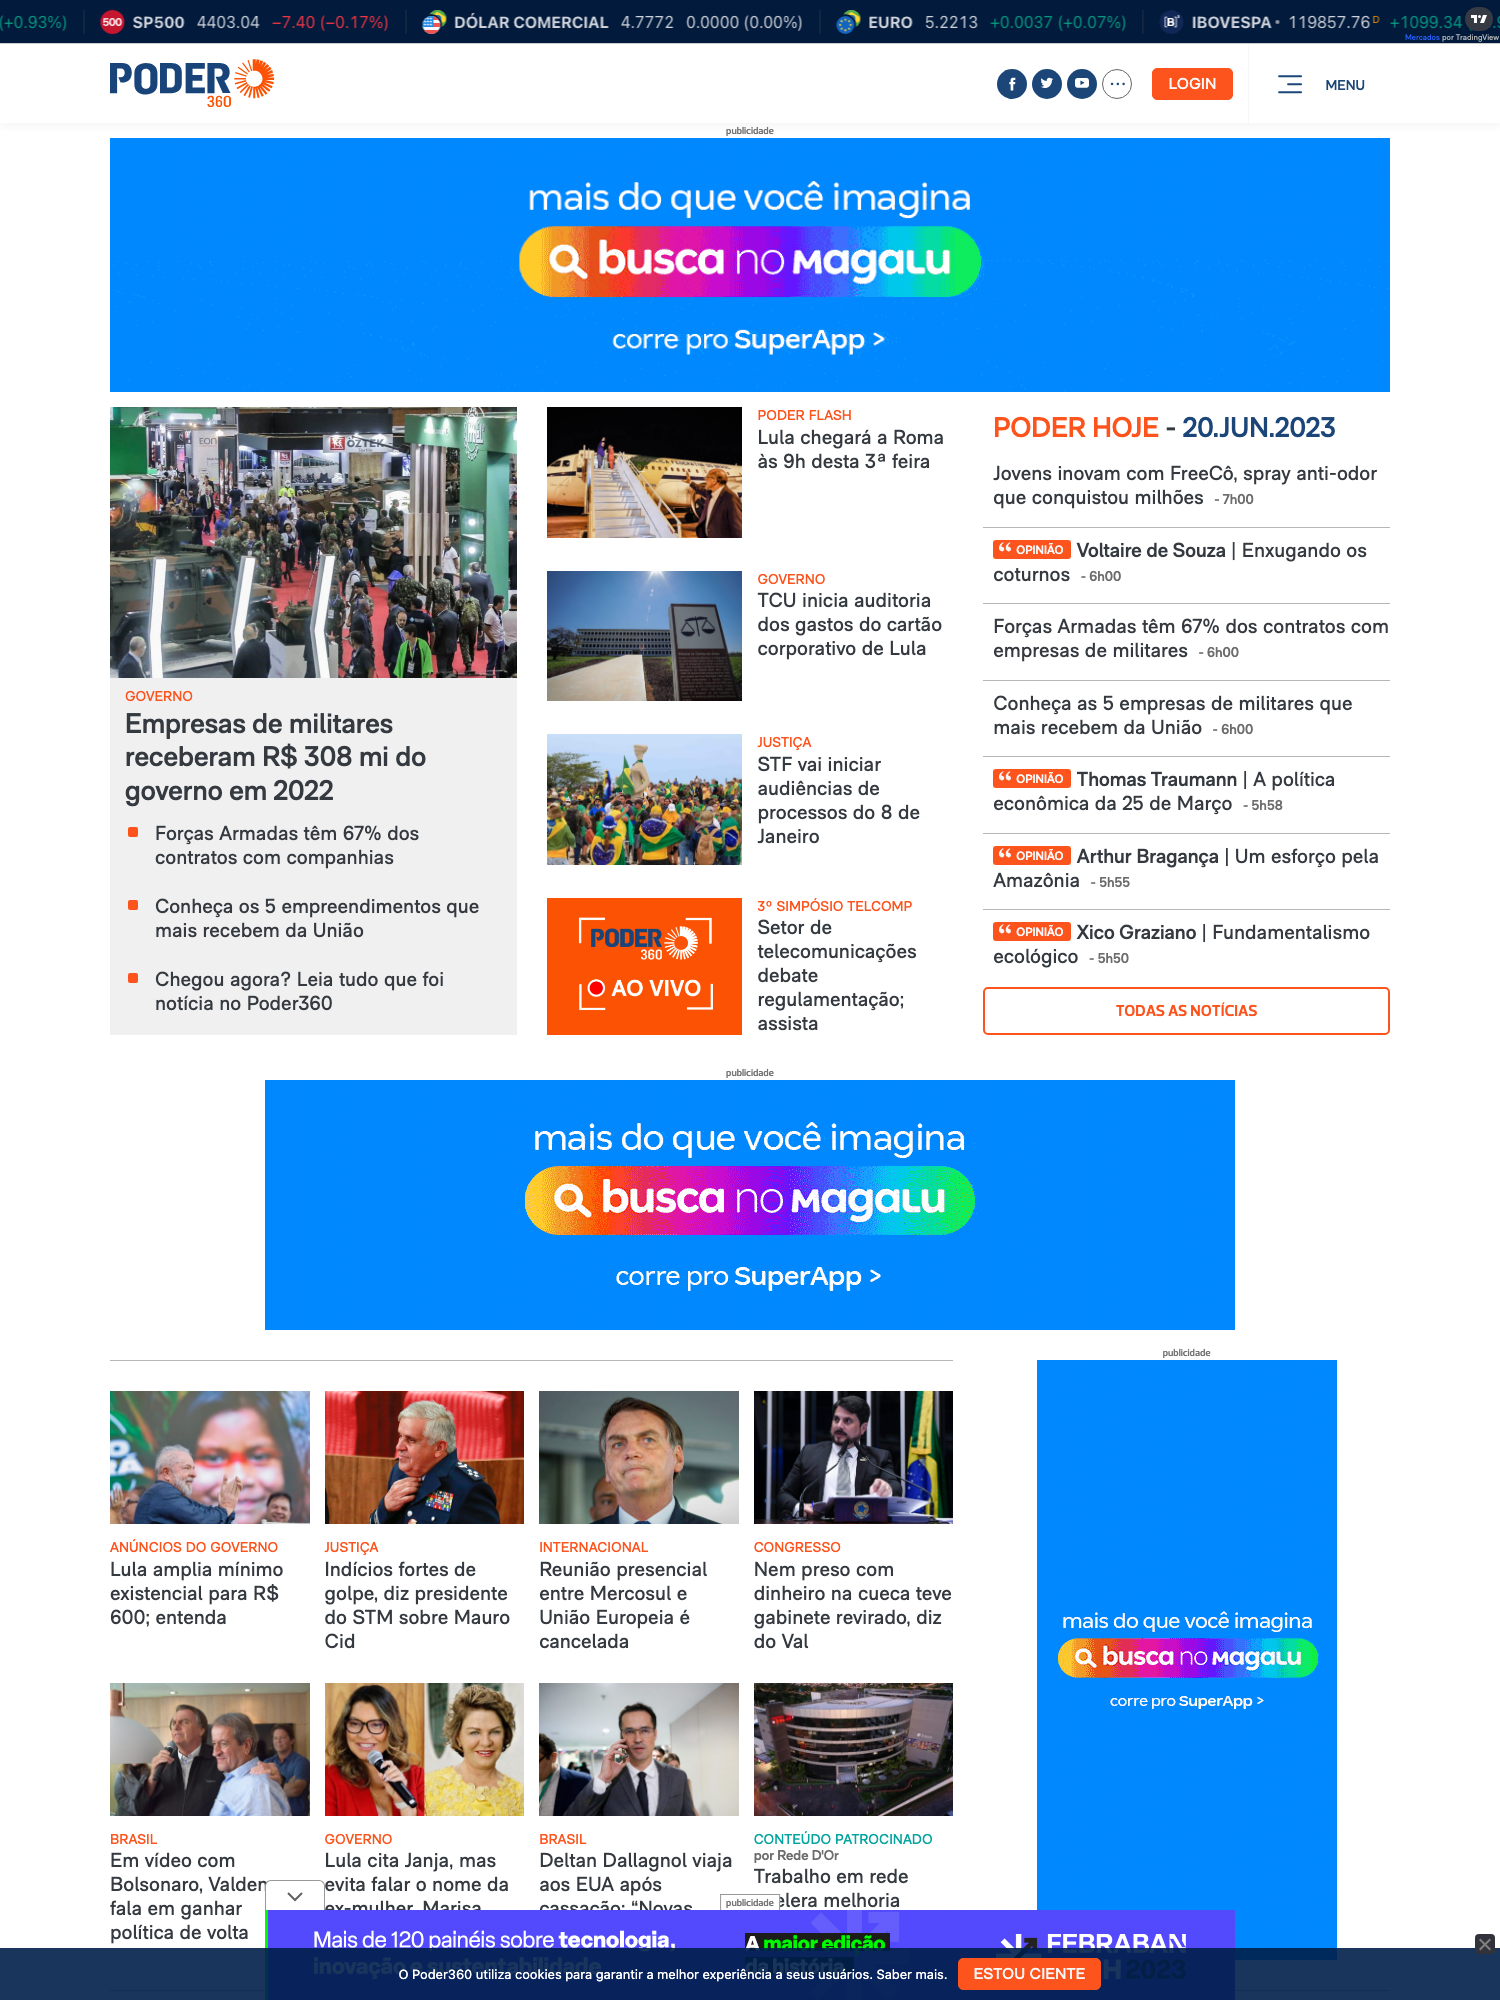 (+0.93%) 500 SP500 4403.04 −7.40 (−0.17%) DÓLAR COMERCIAL 4.7772 0.0000 (0.00%) EURO 5.2213 +0.0037 (+0.07%) [B] IBOVESPA 119857.76 D +1099.34
Mercados por TradingView
PODER
360
LOGIN
MENU
publicidade
mais do que você imagina
busca no Magalu
corre pro SuperApp >
GOVERNO
Empresas de militares
receberam R$ 308 mi do
governo em 2022
Forças Armadas têm 67% dos
contratos com companhias
Conheça os 5 empreendimentos que
mais recebem da União
Chegou agora? Leia tudo que foi
notícia no Poder360
PODER FLASH
Lula chegará a Roma
às 9h desta 3ª feira
GOVERNO
TCU inicia auditoria
dos gastos do cartão
corporativo de Lula
JUSTIÇA
STF vai iniciar
audiências de
processos do 8 de
Janeiro
PODER
360
AO VIVO
3º SIMPÓSIO TELCOMP
Setor de
telecomunicações
debate
regulamentação;
assista
PODER HOJE - 20.JUN.2023
Jovens inovam com FreeCô, spray anti-odor
que conquistou milhões - 7h00
OPINIÃO Voltaire de Souza | Enxugando os
coturnos - 6h00
Forças Armadas têm 67% dos contratos com
empresas de militares - 6h00
Conheça as 5 empresas de militares que
mais recebem da União - 6h00
OPINIÃO Thomas Traumann | A política
econômica da 25 de Março - 5h58
OPINIÃO Arthur Bragança | Um esforço pela
Amazônia - 5h55
OPINIÃO Xico Graziano | Fundamentalismo
ecológico - 5h50
TODAS AS NOTÍCIAS
publicidade
mais do que você imagina
busca no Magalu
corre pro SuperApp >
publicidade
mais do que você imagina
busca no Magalu
corre pro SuperApp >
ANÚNCIOS DO GOVERNO
Lula amplia mínimo
existencial para R$
600; entenda
JUSTIÇA
Indícios fortes de
golpe, diz presidente
do STM sobre Mauro
Cid
INTERNACIONAL
Reunião presencial
entre Mercosul e
União Europeia é
cancelada
CONGRESSO
Nem preso com
dinheiro na cueca teve
gabinete revirado, diz
do Val
BRASIL
Em vídeo com
Bolsonaro, Valdem
fala em ganhar
política de volta
GOVERNO
Lula cita Janja, mas
evita falar o nome da
ex-mulher, Marisa
BRASIL
Deltan Dallagnol viaja
aos EUA após
cassação: “Novas
CONTEÚDO PATROCINADO
por Rede D'Or
Trabalho em rede
elera melhoria
publicidade
Mais de 120 painéis sobre tecnologia,
inovação e sustentabilidade
A maior edição
da história
FEBRABAN
2023
O Poder360 utiliza cookies para garantir a melhor experiência a seus usuários. Saber mais.
ESTOU CIENTE